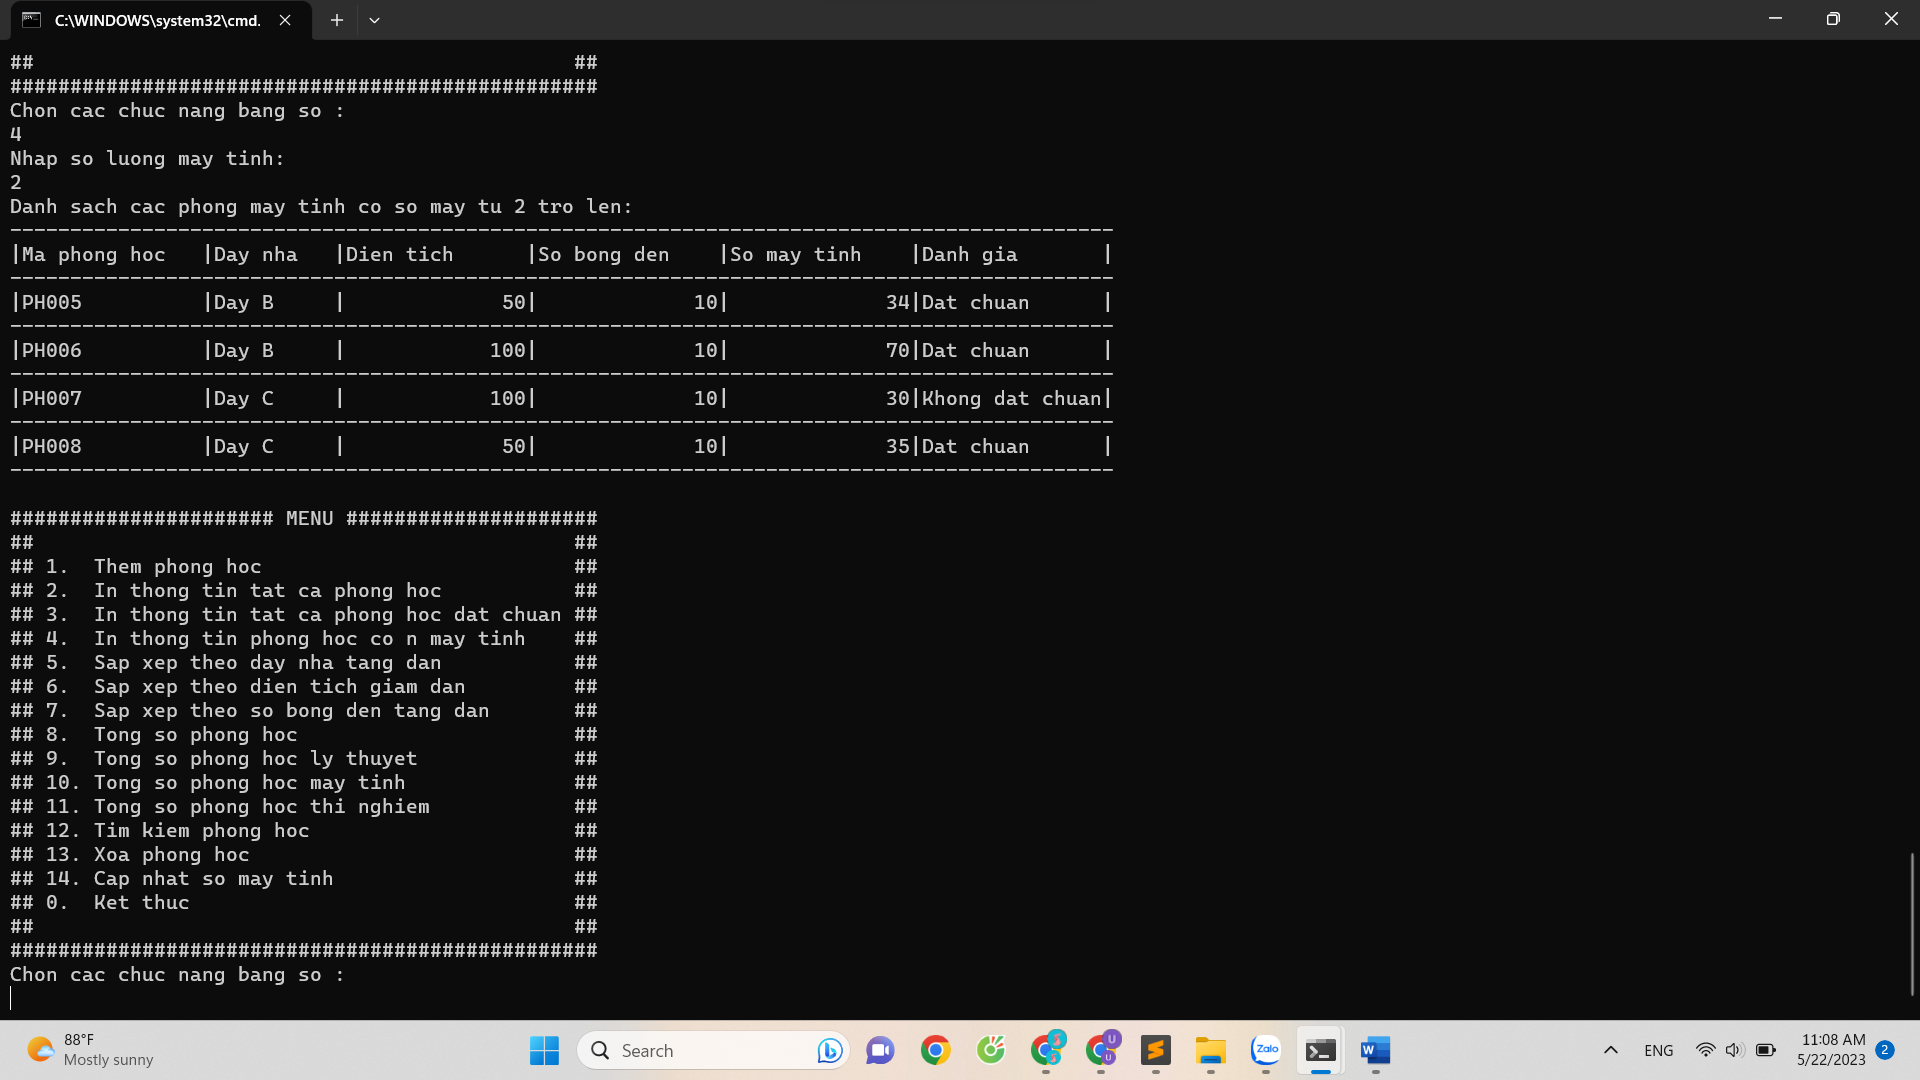 C:\WINDOWS\system32\cmd.
##                                             ##
#################################################
Chon cac chuc nang bang so :
4
Nhap so luong may tinh:
2
Danh sach cac phong may tinh co so may tu 2 tro len:
--------------------------------------------------------------------------------------------
|Ma phong hoc   |Day nha   |Dien tich      |So bong den    |So may tinh    |Danh gia       |
--------------------------------------------------------------------------------------------
|PH005          |Day B     |             50|             10|             34|Dat chuan      |
--------------------------------------------------------------------------------------------
|PH006          |Day B     |            100|             10|             70|Dat chuan      |
--------------------------------------------------------------------------------------------
|PH007          |Day C     |            100|             10|             30|Khong dat chuan|
--------------------------------------------------------------------------------------------
|PH008          |Day C     |             50|             10|             35|Dat chuan      |
--------------------------------------------------------------------------------------------
###################### MENU #####################
##                                             ##
## 1.  Them phong hoc                          ##
## 2.  In thong tin tat ca phong hoc           ##
## 3.  In thong tin tat ca phong hoc dat chuan ##
## 4.  In thong tin phong hoc co n may tinh    ##
## 5.  Sap xep theo day nha tang dan           ##
## 6.  Sap xep theo dien tich giam dan         ##
## 7.  Sap xep theo so bong den tang dan       ##
## 8.  Tong so phong hoc                       ##
## 9.  Tong so phong hoc ly thuyet             ##
## 10. Tong so phong hoc may tinh              ##
## 11. Tong so phong hoc thi nghiem            ##
## 12. Tim kiem phong hoc                      ##
## 13. Xoa phong hoc                           ##
## 14. Cap nhat so may tinh                    ##
## 0.  Ket thuc                                ##
##                                             ##
#################################################
Chon cac chuc nang bang so :
88°F
Mostly sunny
Search
U
U
Zalo
W
ENG
11:08 AM
5/22/2023
2